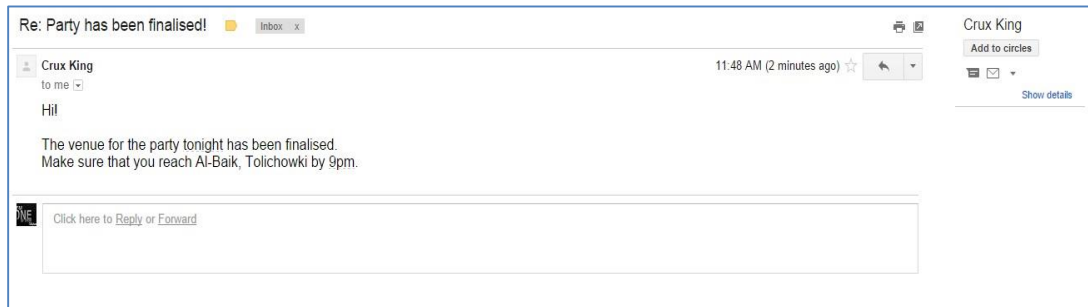 Re: Party has been finalised!
Inbox x
Crux King
11:48 AM (2 minutes ago)
to me
Hi!
The venue for the party tonight has been finalised.
Make sure that you reach Al-Baik, Tolichowki by 9pm.
Click here to Reply or Forward
Crux King
Add to circles
Show details